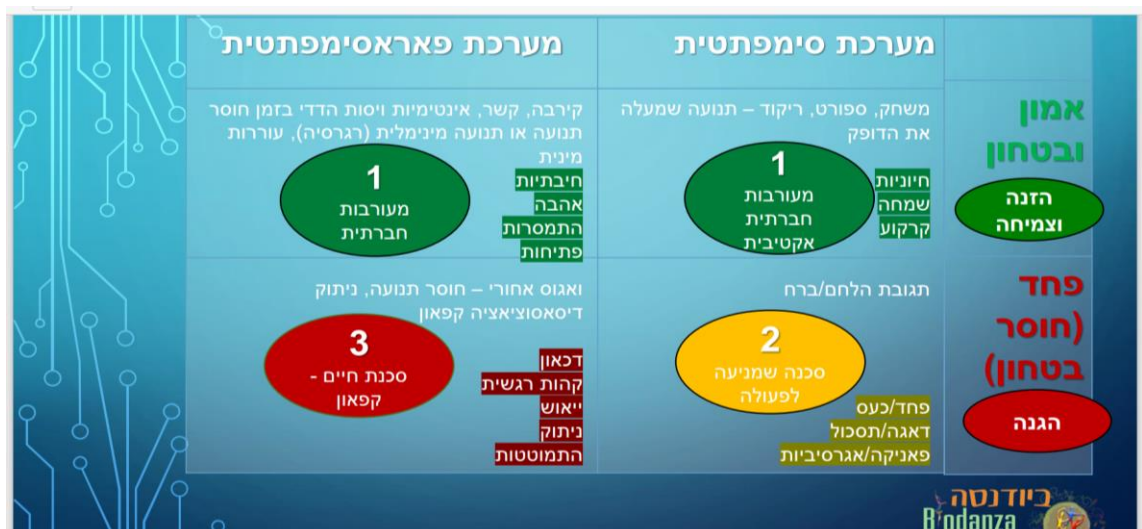 מערכת סימפתטית
מערכת פאראסימפתטית
אמון
ובטחון
הזנה
וצמיחה
משחק, ספורט, ריקוד – תנועה שמעלה
את הדופק
1
מעורבות
חברתית
אקטיבית
חיוניות
שמחה
קרקוע
קירבה, קשר, אינטימיות ויסות הדדי בזמן חוסר
תנועה או תנועה מינימלית (רגרסיה), עוררות
מינית
1
מעורבות
חברתית
חיבתיות
אהבה
התמסרות
פתיחות
פחד
(חוסר
בטחון)
הגנה
תגובת הלחם/ברח
2
סכנה שמניעה
לפעולה
פחד/כעס
דאגה/תסכול
פאניקה/אגרסיביות
ואגוס אחורי – חוסר תנועה, ניתוק
דיסאסוציאציה קפאון
3
סכנת חיים -
קפאון
דכאון
קהות רגשית
ייאוש
ניתוק
התמוטטות
ביודנסה
Biodanza